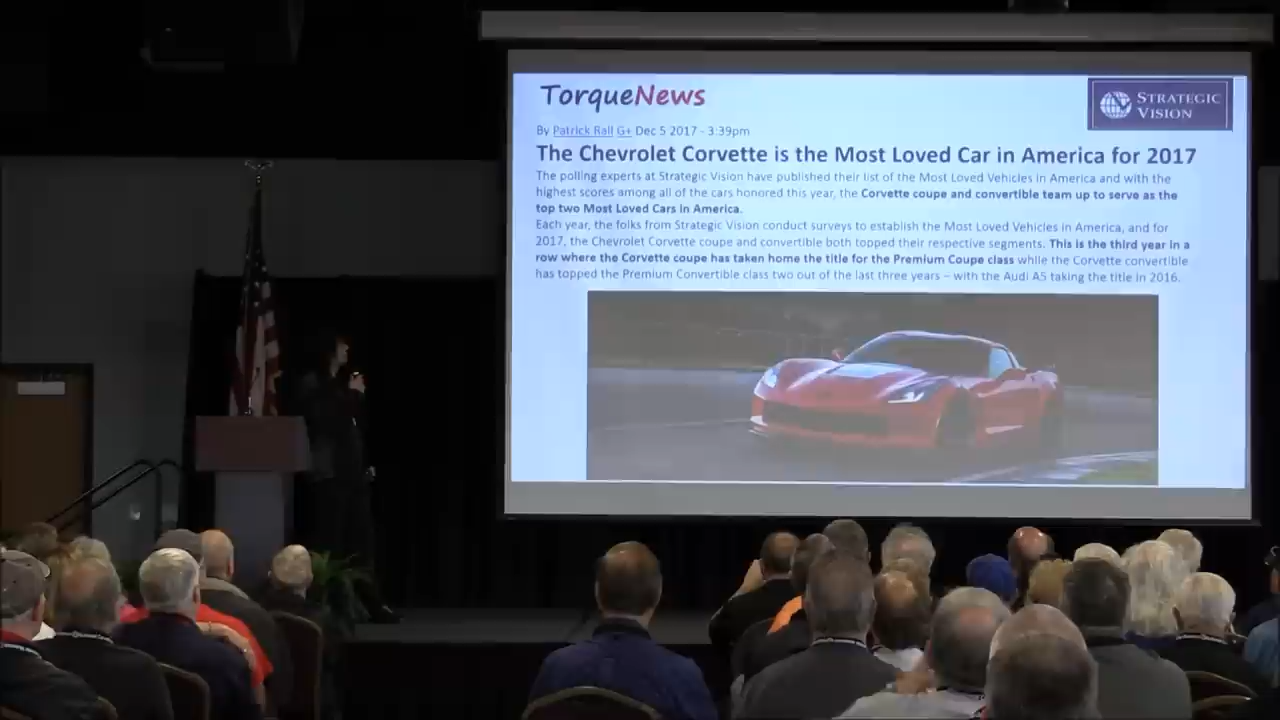 TorqueNews
STRATEGIC
VISION
By Patrick Rall G+ Dec 5 2017 - 3:39pm
The Chevrolet Corvette is the Most Loved Car in America for 2017
The polling experts at Strategic Vision have published their list of the Most Loved Vehicles in America and with the
highest scores among all of the cars honored this year, the Corvette coupe and convertible team up to serve as the
top two Most Loved Cars in America.
Each year, the folks from Strategic Vision conduct surveys to establish the Most Loved Vehicles in America, and for
2017, the Chevrolet Corvette coupe and convertible both topped their respective segments. This is the third year in a
row where the Corvette coupe has taken home the title for the Premium Coupe class while the Corvette convertible
has topped the Premium Convertible class two out of the last three years – with the Audi A5 taking the title in 2016.